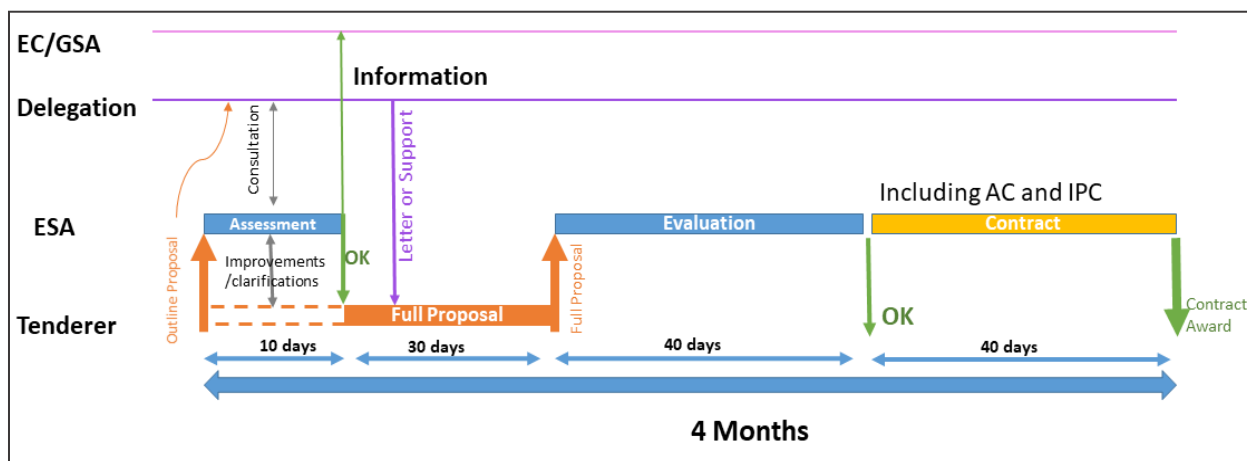 EC/GSA
Information
Delegation
Consultation
Letter or Support
Including AC and IPC
ESA
Assessment
Evaluation
Contract
Outline Proposal
Improvements
/clarifications
OK
Full Proposal
Full Proposal
Tenderer
OK
Contract
Award
10 days
30 days
40 days
40 days
4 Months